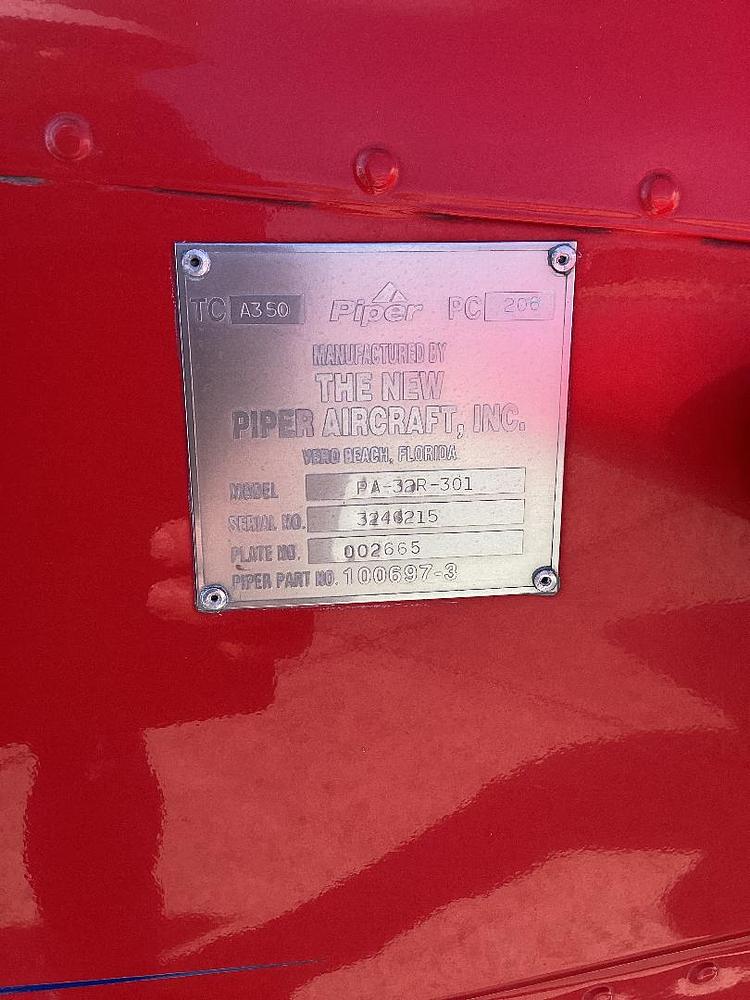 TC A3SO Piper PC 206
MANUFACTURED BY
THE NEW
PIPER AIRCRAFT, INC.
VERO BEACH, FLORIDA
MODEL PA-32R-301
SERIAL NO. 3246215
PLATE NO. 002665
PIPER PART NO. 100697-3